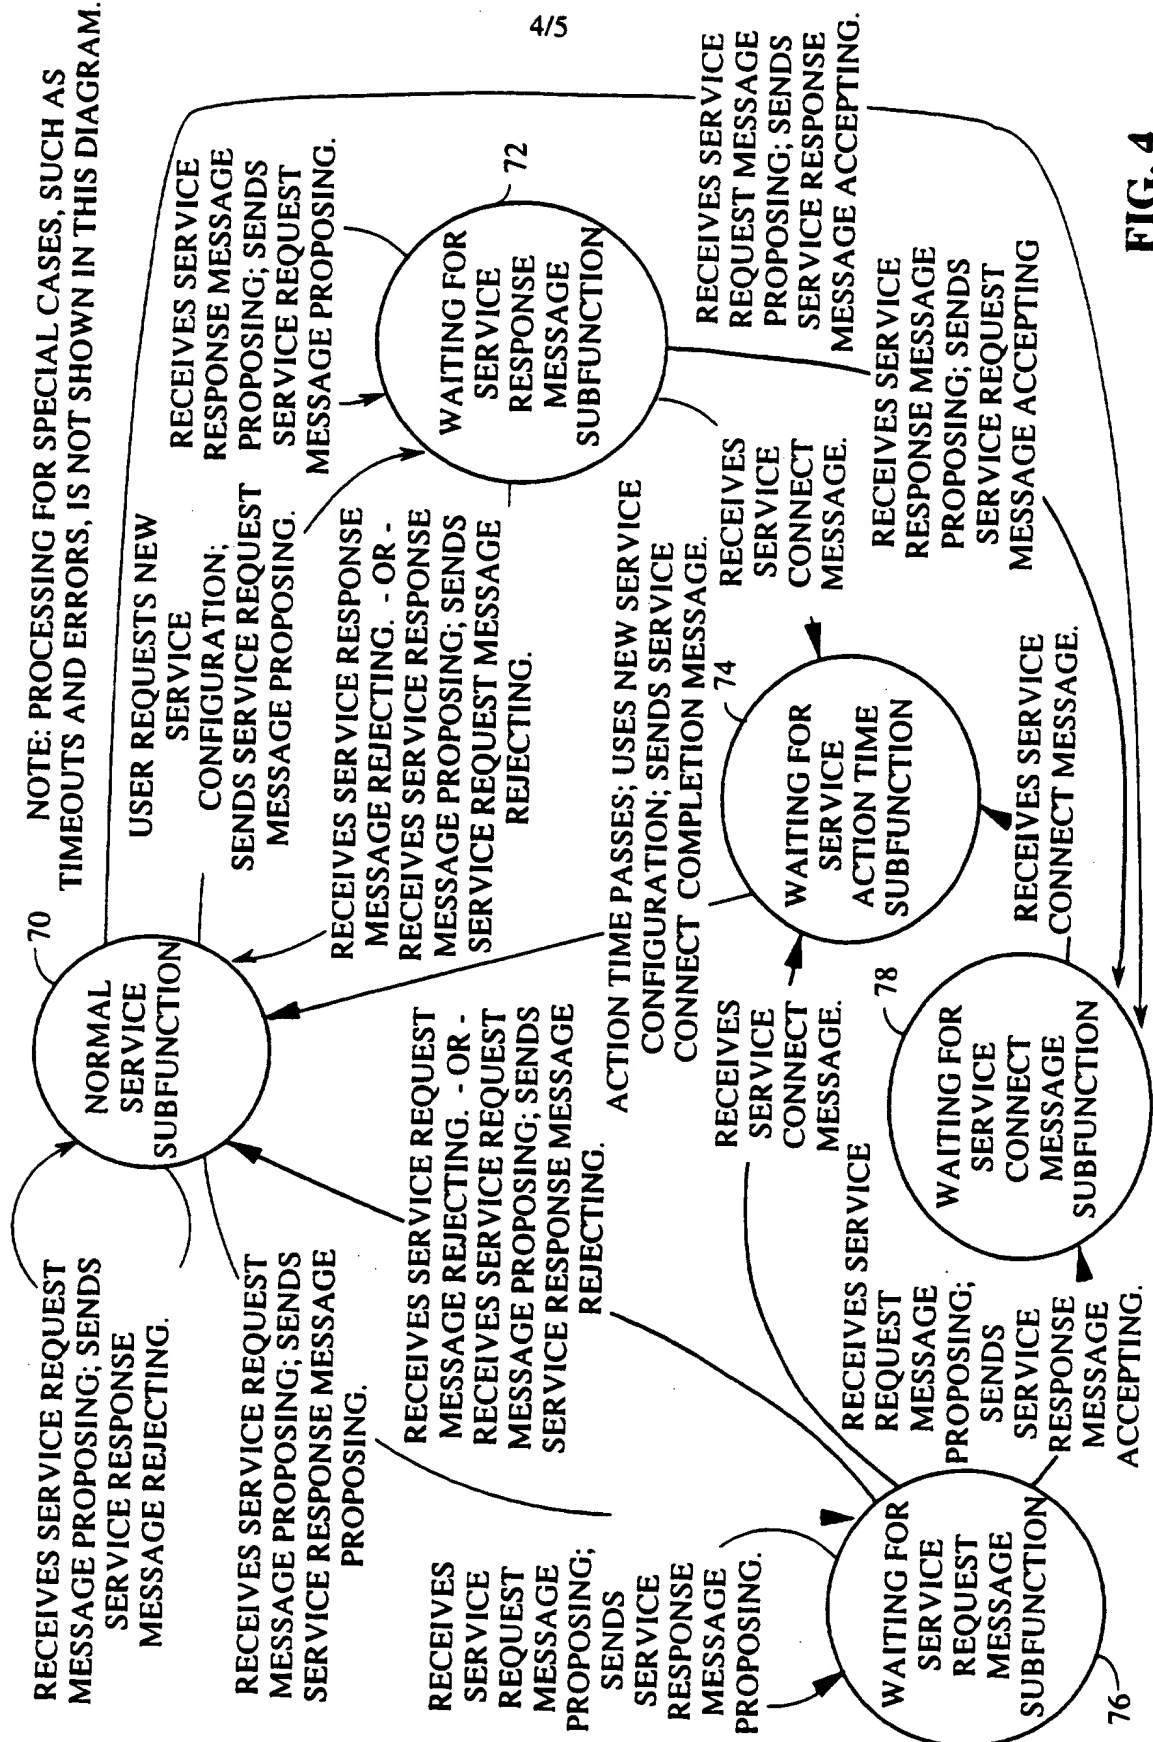 4/5
NOTE: PROCESSING FOR SPECIAL CASES, SUCH AS
TIMEOUTS AND ERRORS, IS NOT SHOWN IN THIS DIAGRAM.
70
NORMAL
SERVICE
SUBFUNCTION
RECEIVES SERVICE REQUEST
MESSAGE PROPOSING; SENDS
SERVICE RESPONSE
MESSAGE REJECTING.
RECEIVES SERVICE REQUEST
MESSAGE PROPOSING; SENDS
SERVICE RESPONSE MESSAGE
PROPOSING.
USER REQUESTS NEW
SERVICE
CONFIGURATION;
SENDS SERVICE REQUEST
MESSAGE PROPOSING.
RECEIVES SERVICE
RESPONSE MESSAGE
PROPOSING; SENDS
SERVICE REQUEST
MESSAGE PROPOSING.
72
WAITING FOR
SERVICE
RESPONSE
MESSAGE
SUBFUNCTION
RECEIVES SERVICE RESPONSE
MESSAGE REJECTING. - OR -
RECEIVES SERVICE RESPONSE
MESSAGE PROPOSING; SENDS
SERVICE REQUEST MESSAGE
REJECTING.
RECEIVES SERVICE REQUEST
MESSAGE REJECTING. - OR -
RECEIVES SERVICE REQUEST
MESSAGE PROPOSING; SENDS
SERVICE RESPONSE MESSAGE
REJECTING.
ACTION TIME PASSES; USES NEW SERVICE
CONFIGURATION; SENDS SERVICE
CONNECT COMPLETION MESSAGE.
RECEIVES
SERVICE
CONNECT
MESSAGE.
RECEIVES SERVICE
REQUEST MESSAGE
PROPOSING; SENDS
SERVICE RESPONSE
MESSAGE ACCEPTING.
RECEIVES SERVICE
RESPONSE MESSAGE
PROPOSING; SENDS
SERVICE REQUEST
MESSAGE ACCEPTING
74
WAITING FOR
SERVICE
ACTION TIME
SUBFUNCTION
RECEIVES
SERVICE
REQUEST
MESSAGE
PROPOSING;
SENDS
SERVICE
RESPONSE
MESSAGE
PROPOSING.
RECEIVES
SERVICE
CONNECT
MESSAGE.
RECEIVES SERVICE
CONNECT MESSAGE.
78
WAITING FOR
SERVICE
CONNECT
MESSAGE
SUBFUNCTION
RECEIVES SERVICE
REQUEST
MESSAGE
PROPOSING;
SENDS
SERVICE
RESPONSE
MESSAGE
ACCEPTING.
WAITING FOR
SERVICE
REQUEST
MESSAGE
SUBFUNCTION
76
FIG. 4